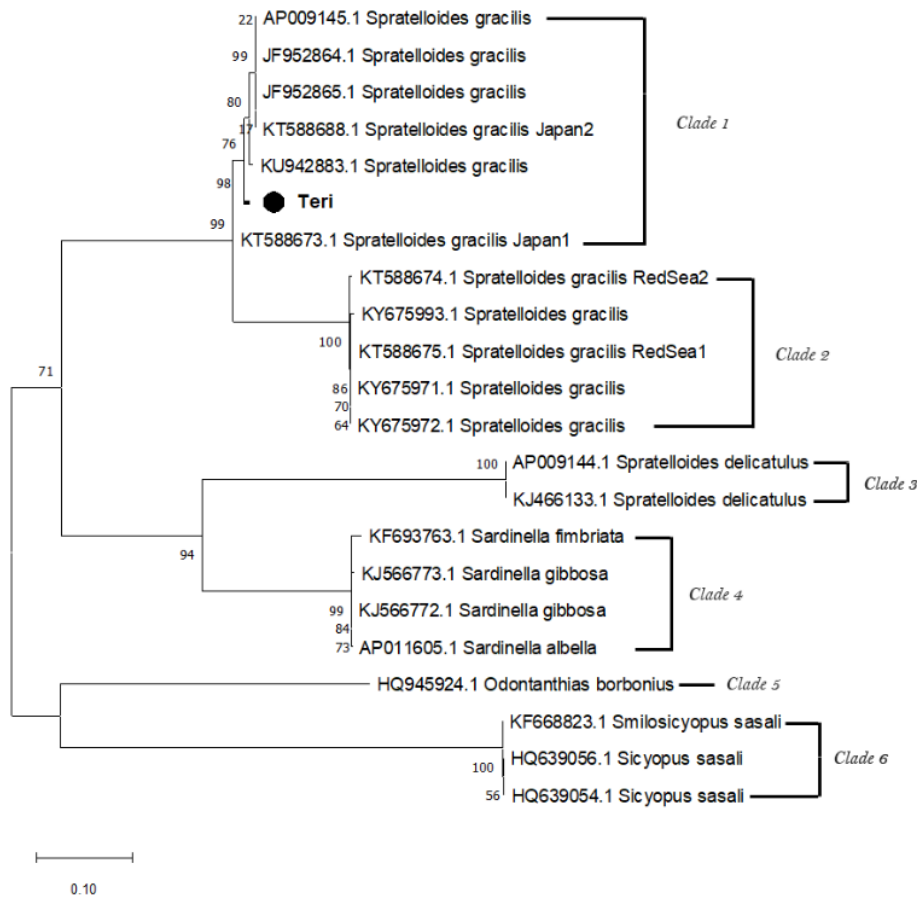 22 AP009145.1 Spratelloides gracilis
99 JF952864.1 Spratelloides gracilis
JF952865.1 Spratelloides gracilis
80
Clade 1
17 KT588688.1 Spratelloides gracilis Japan2
76
KU942883.1 Spratelloides gracilis
98
Teri
99
KT588673.1 Spratelloides gracilis Japan1
KT588674.1 Spratelloides gracilis RedSea2
KY675993.1 Spratelloides gracilis
100
KT588675.1 Spratelloides gracilis RedSea1
Clade 2
71
86 KY675971.1 Spratelloides gracilis
70
64 KY675972.1 Spratelloides gracilis
100 AP009144.1 Spratelloides delicatulus
Clade 3
KJ466133.1 Spratelloides delicatulus
KF693763.1 Sardinella fimbriata
94
KJ566773.1 Sardinella gibbosa
Clade 4
99 KJ566772.1 Sardinella gibbosa
84
73 AP011605.1 Sardinella albella
HQ945924.1 Odontanthias borbonius Clade 5
KF668823.1 Smilosicyopus sasali
100 HQ639056.1 Sicyopus sasali Clade 6
56 HQ639054.1 Sicyopus sasali
0.10